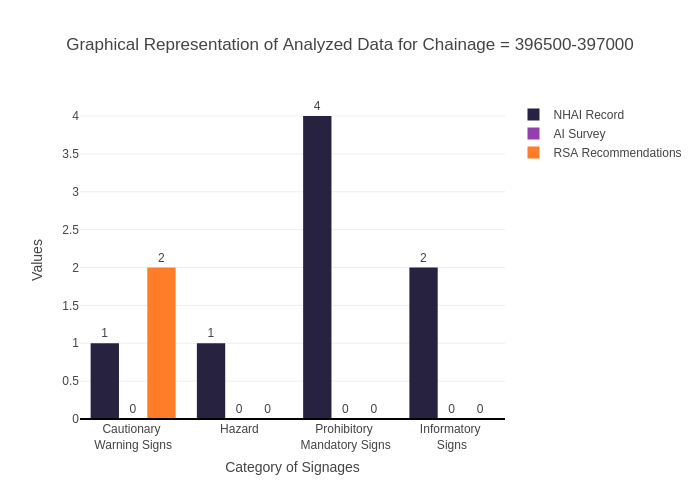 Graphical Representation of Analyzed Data for Chainage = 396500-397000
NHAI Record
AI Survey
RSA Recommendations
Values
4
3.5
3
2.5
2
1.5
1
0.5
0
1
0
2
1
0
0
4
0
0
2
0
0
Cautionary
Warning Signs
Hazard
Prohibitory
Mandatory Signs
Informatory
Signs
Category of Signages